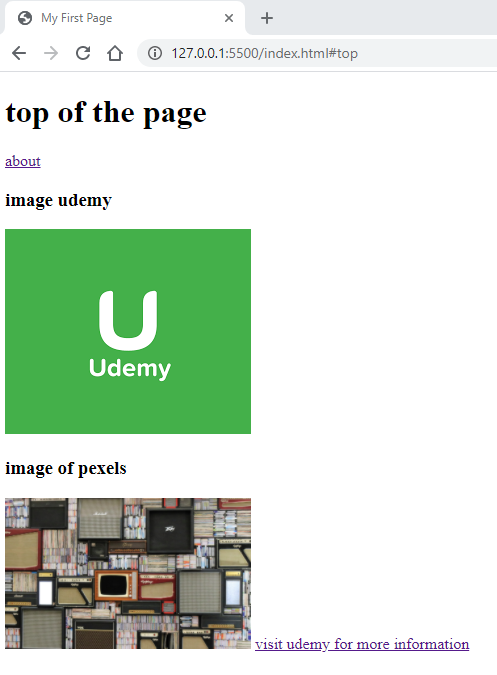 My First Page
127.0.0.1:5500/index.html#top
top of the page
about
image udemy
U
Udemy
image of pexels
visit udemy for more information